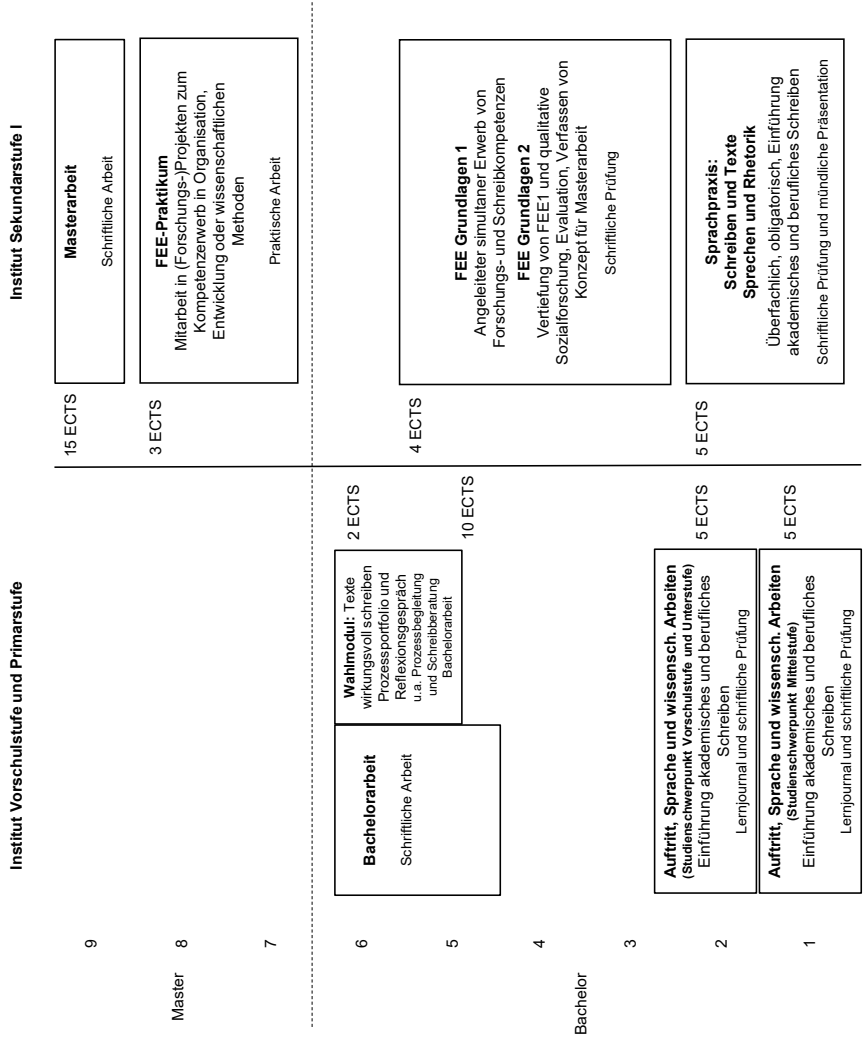 Institut Vorschulstufe und Primarstufe
Institut Sekundarstufe I
Master
9
8
7
15 ECTS
Masterarbeit
Schriftliche Arbeit
3 ECTS
FEE-Praktikum
Mitarbeit in (Forschungs-)Projekten zum
Kompetenzerwerb in Organisation,
Entwicklung oder wissenschaftlichen
Methoden
Praktische Arbeit
Bachelor
6
5
4
3
2
1
Bachelorarbeit
Schriftliche Arbeit
Wahlmodul: Texte
wirkungsvoll schreiben
Prozessportfolio und
Reflexionsgespräch
u.a. Prozessbegleitung
und Schreibberatung
Bachelorarbeit
2 ECTS
10 ECTS
4 ECTS
FEE Grundlagen 1
Angeleiteter simultaner Erwerb von
Forschungs- und Schreibkompetenzen
FEE Grundlagen 2
Vertiefung von FEE1 und qualitative
Sozialforschung, Evaluation, Verfassen von
Konzept für Masterarbeit
Schriftliche Prüfung
Auftritt, Sprache und wissensch. Arbeiten
(Studienschwerpunkt Vorschulstufe und Unterstufe)
Einführung akademisches und berufliches
Schreiben
Lernjournal und schriftliche Prüfung
5 ECTS
Auftritt, Sprache und wissensch. Arbeiten
(Studienschwerpunkt Mittelstufe)
Einführung akademisches und berufliches
Schreiben
Lernjournal und schriftliche Prüfung
5 ECTS
5 ECTS
Sprachpraxis:
Schreiben und Texte
Sprechen und Rhetorik
Überfachlich, obligatorisch, Einführung
akademisches und berufliches Schreiben
Schriftliche Prüfung und mündliche Präsentation